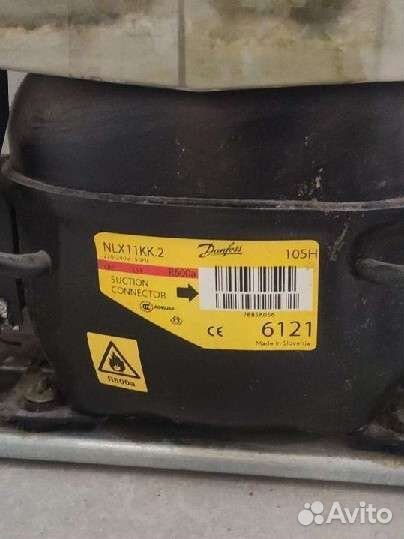 NLX11KK.2
Danfoss
105H
R600a
SUCTION
CONNECTOR
CE
6121
Made in Slovenia
R600a
Avito